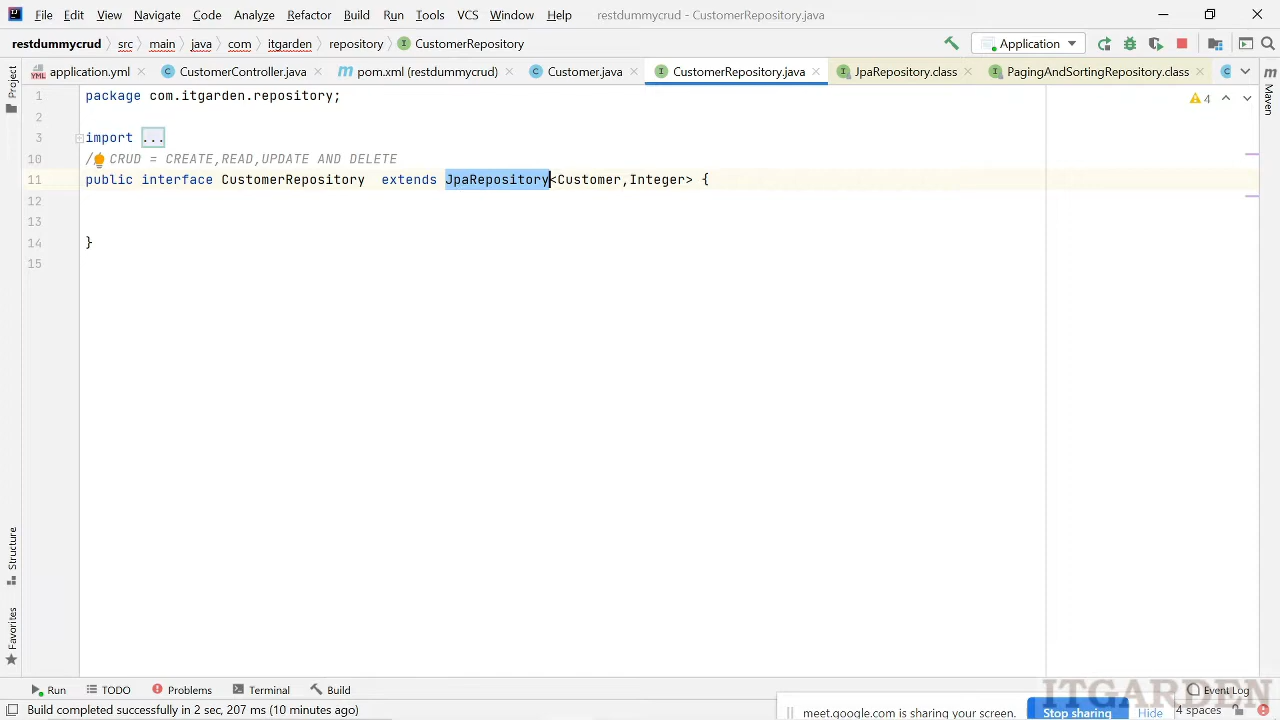 File Edit View Navigate Code Analyze Refactor Build Run Tools VCS Window Help restdummycrud - CustomerRepository.java
restdummycrud src main java com itgarden repository CustomerRepository Application
application.yml CustomerController.java pom.xml (restdummycrud) Customer.java CustomerRepository.java JpaRepository.class PagingAndSortingRepository.class
Project
Maven
1 package com.itgarden.repository;
2
3 import ...
10 / CRUD = CREATE,READ,UPDATE AND DELETE
11 public interface CustomerRepository extends JpaRepository<Customer,Integer> {
12
13
14 }
15
4
Structure
Favorites
Run TODO Problems Terminal Build Event Log
ITGARDEN
Build completed successfully in 2 sec, 207 ms (10 minutes ago)
meet.google.com is sharing your screen. Stop sharing Hide
4 spaces